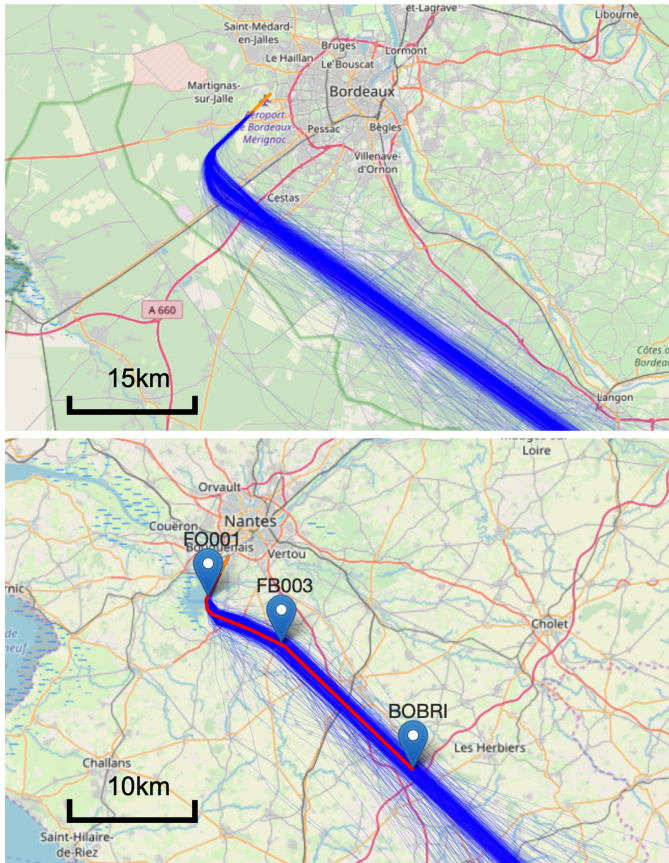 et-Lagrave
Libourne
Saint-Médard-
en-Jalles
Bruges
Lormont
Le Haillan
Le Bouscat
Martignas-
sur-Jalle
Bordeaux
Aéroport
de Bordeaux-
Mérignac
Pessac
Bègles
Villenave-
d'Ornon
Cestas
A 660
15km
Côtes de
Bordeau
Langon
Loire
Orvault
Nantes
Couëron
FO001
Bouguenais
Vertou
FB003
Cholet
BOBRI
Les Herbiers
Challans
10km
Saint-Hilaire-
de-Riez